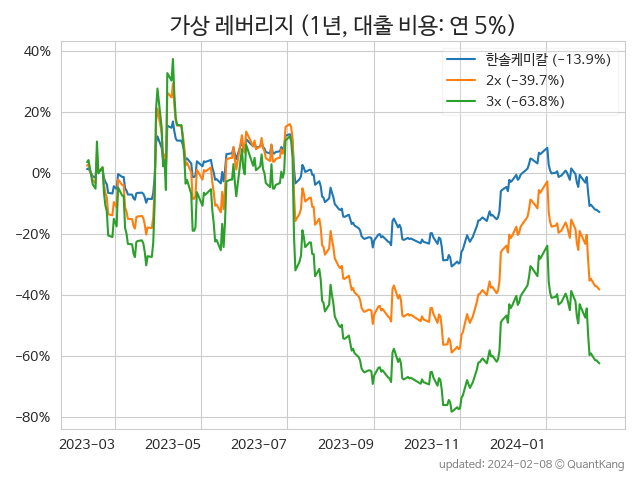 가상 레버리지 (1년, 대출 비용: 연 5%)
한솔케미칼 (-13.9%)
2x (-39.7%)
3x (-63.8%)
40%
20%
0%
−20%
−40%
−60%
−80%
2023-03 2023-05 2023-07 2023-09 2023-11 2024-01
updated: 2024-02-08 © QuantKang